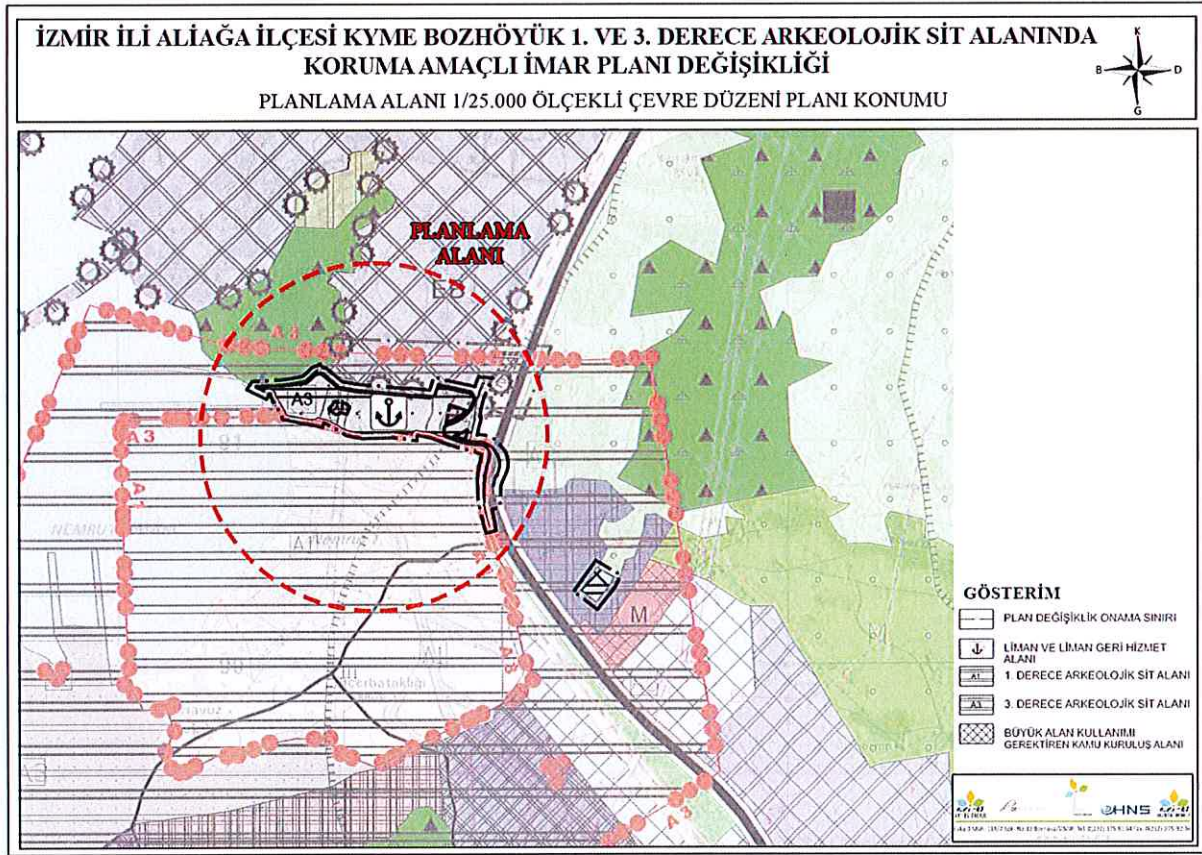 İZMİR İLİ ALİAĞA İLÇESİ KYME BOZHÖYÜK 1. VE 3. DERECE ARKEOLOJİK SİT ALANINDA
KORUMA AMAÇLI İMAR PLANI DEĞİŞİKLİĞİ
PLANLAMA ALANI 1/25.000 ÖLÇEKLİ ÇEVRE DÜZENİ PLANI KONUMU
K
B D
G
PLANLAMA
ALANI
A3
A3
A3
A1
A1
M
M
GÖSTERİM
PLAN DEĞİŞİKLİK ONAMA SINIRI
LİMAN VE LİMAN GERİ HİZMET
ALANI
A1 1. DERECE ARKEOLOJİK SİT ALANI
A3 3. DERECE ARKEOLOJİK SİT ALANI
BÜYÜK ALAN KULLANIMI
GEREKTİREN KAMU KURULUŞ ALANI
HNS